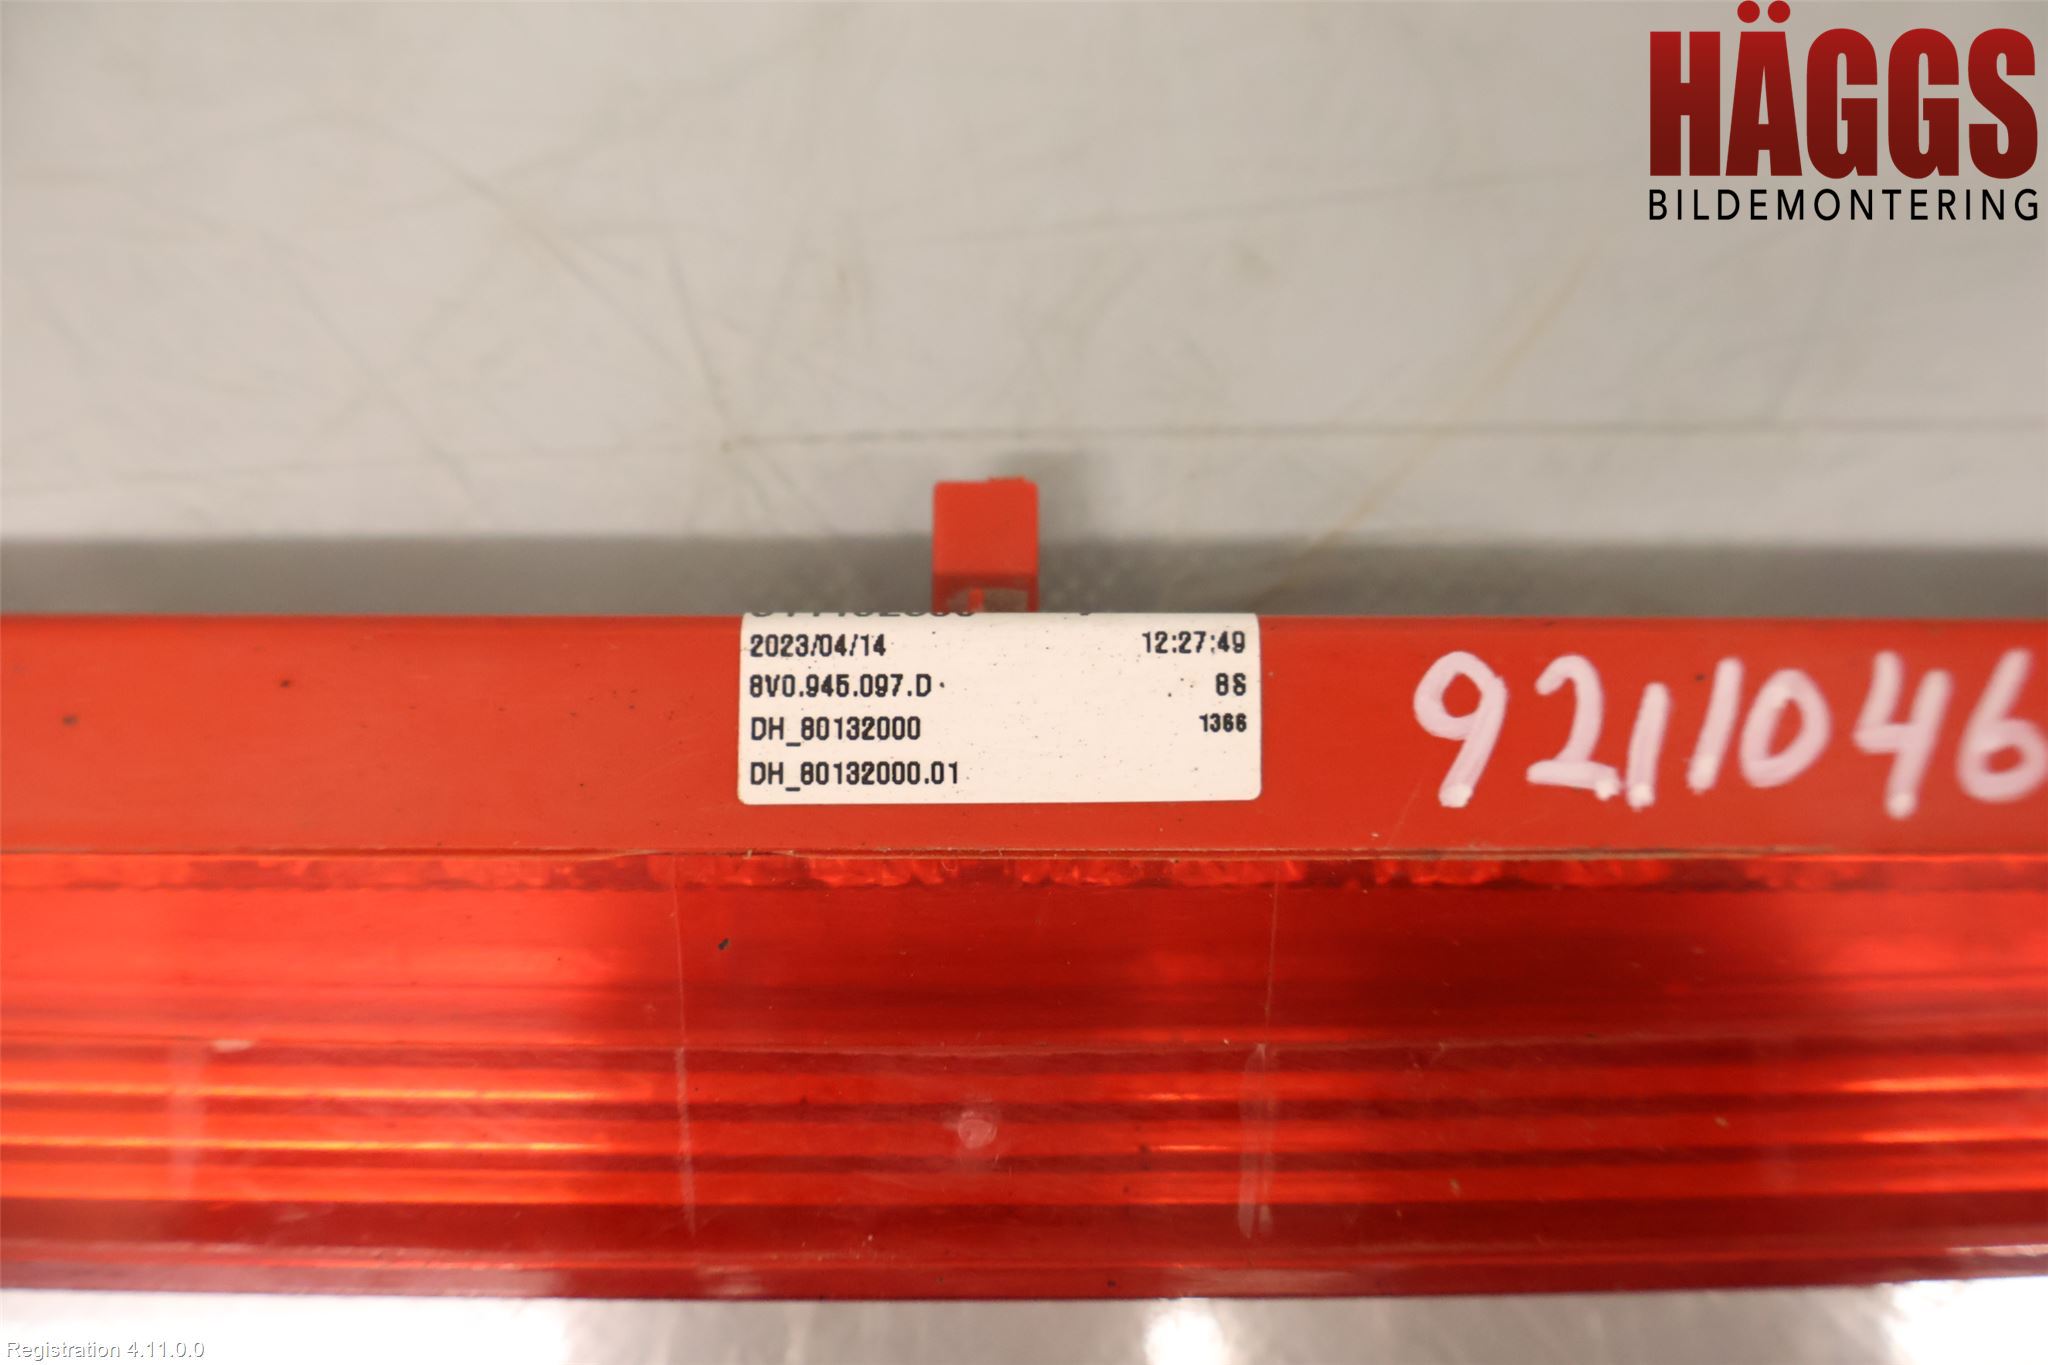 HÄGGS
BILDEMONTERING
2023/04/14 12:27:49
8V0.945.097.D 8S
DH_80132000 1366
DH_80132000.01
9211046
Registration 4.11.0.0